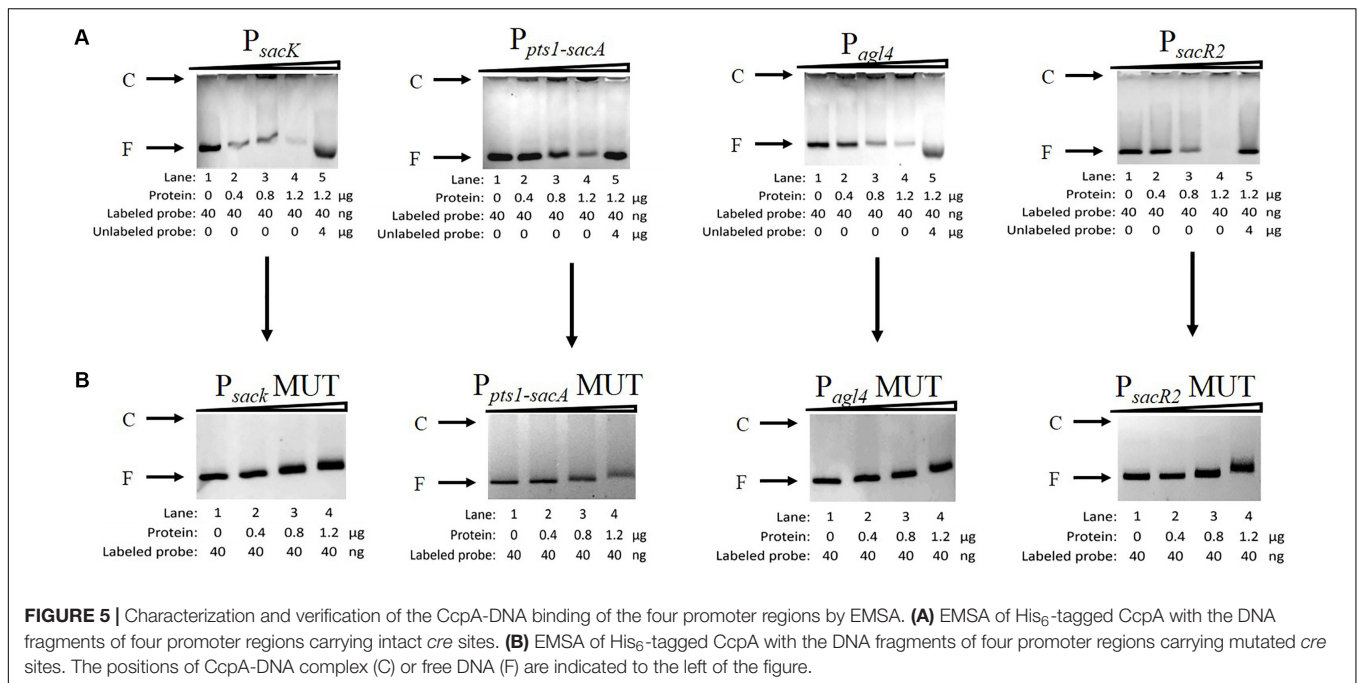 A
P sacK
P pts1-sacA
P agl4
P sacR2
C
C
C
C
F
F
F
F
Lane: 1 2 3 4 5
Protein: 0 0.4 0.8 1.2 1.2 µg
Labeled probe: 40 40 40 40 40 ng
Unlabeled probe: 0 0 0 0 4 µg
Lane: 1 2 3 4 5
Protein: 0 0.4 0.8 1.2 1.2 µg
Labeled probe: 40 40 40 40 40 ng
Unlabeled probe: 0 0 0 0 4 µg
Lane: 1 2 3 4 5
Protein: 0 0.4 0.8 1.2 1.2 µg
Labeled probe: 40 40 40 40 40 ng
Unlabeled probe: 0 0 0 0 4 µg
Lane: 1 2 3 4 5
Protein: 0 0.4 0.8 1.2 1.2 µg
Labeled probe: 40 40 40 40 40 ng
Unlabeled probe: 0 0 0 0 4 µg
B
P sack MUT
P pts1-sacA MUT
P agl4 MUT
P sacR2 MUT
C
C
C
C
F
F
F
F
Lane: 1 2 3 4
Protein: 0 0.4 0.8 1.2 µg
Labeled probe: 40 40 40 40 ng
Lane: 1 2 3 4
Protein: 0 0.4 0.8 1.2 µg
Labeled probe: 40 40 40 40 ng
Lane: 1 2 3 4
Protein: 0 0.4 0.8 1.2 µg
Labeled probe: 40 40 40 40 ng
Lane: 1 2 3 4
Protein: 0 0.4 0.8 1.2 µg
Labeled probe: 40 40 40 40 ng
FIGURE 5 | Characterization and verification of the CcpA-DNA binding of the four promoter regions by EMSA. (A) EMSA of His6-tagged CcpA with the DNA
fragments of four promoter regions carrying intact cre sites. (B) EMSA of His6-tagged CcpA with the DNA fragments of four promoter regions carrying mutated cre
sites. The positions of CcpA-DNA complex (C) or free DNA (F) are indicated to the left of the figure.